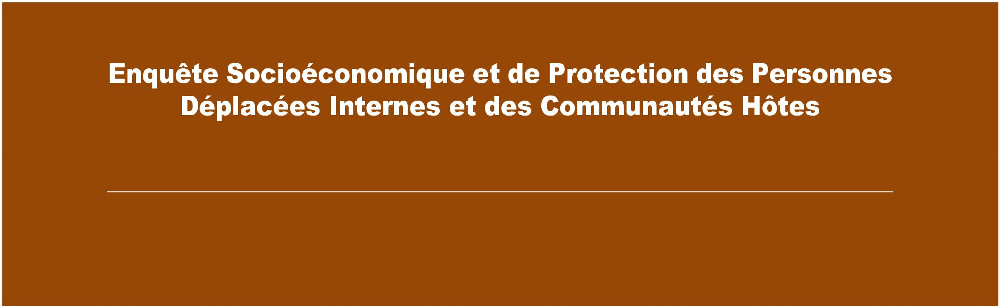 Enquête Socioéconomique et de Protection des Personnes
Déplacées Internes et des Communautés Hôtes